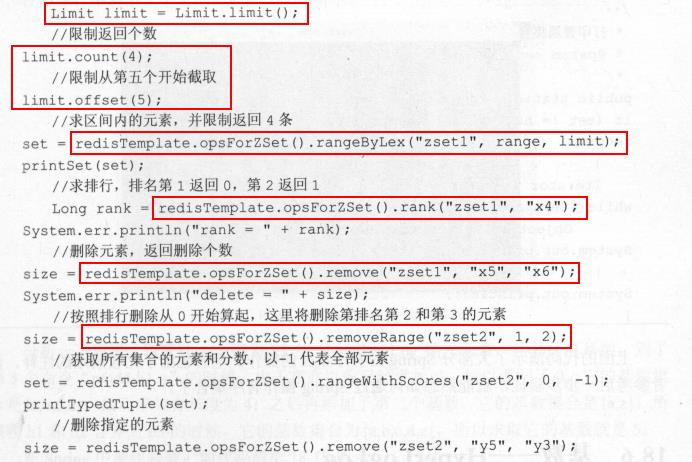 Limit limit = Limit.limit();
//限制返回个数
limit.count(4);
//限制从第五个开始截取
limit.offset(5);
//求区间内的元素，并限制返回 4 条
set = redisTemplate.opsForZSet().rangeByLex("zset1", range, limit);
printSet(set);
//求排行，排名第 1 返回 0，第 2 返回 1
Long rank = redisTemplate.opsForZSet().rank("zset1", "x4");
System.err.println("rank = " + rank);
//删除元素，返回删除个数
size = redisTemplate.opsForZSet().remove("zset1", "x5", "x6");
System.err.println("delete = " + size);
//按照排行删除从 0 开始算起，这里将删除第排名第 2 和第 3 的元素
size = redisTemplate.opsForZSet().removeRange("zset2", 1, 2);
//获取所有集合的元素和分数，以-1 代表全部元素
set = redisTemplate.opsForZSet().rangeWithScores("zset2", 0, -1);
printTypedTuple(set);
//删除指定的元素
size = redisTemplate.opsForZSet().remove("zset2", "y5", "y3");